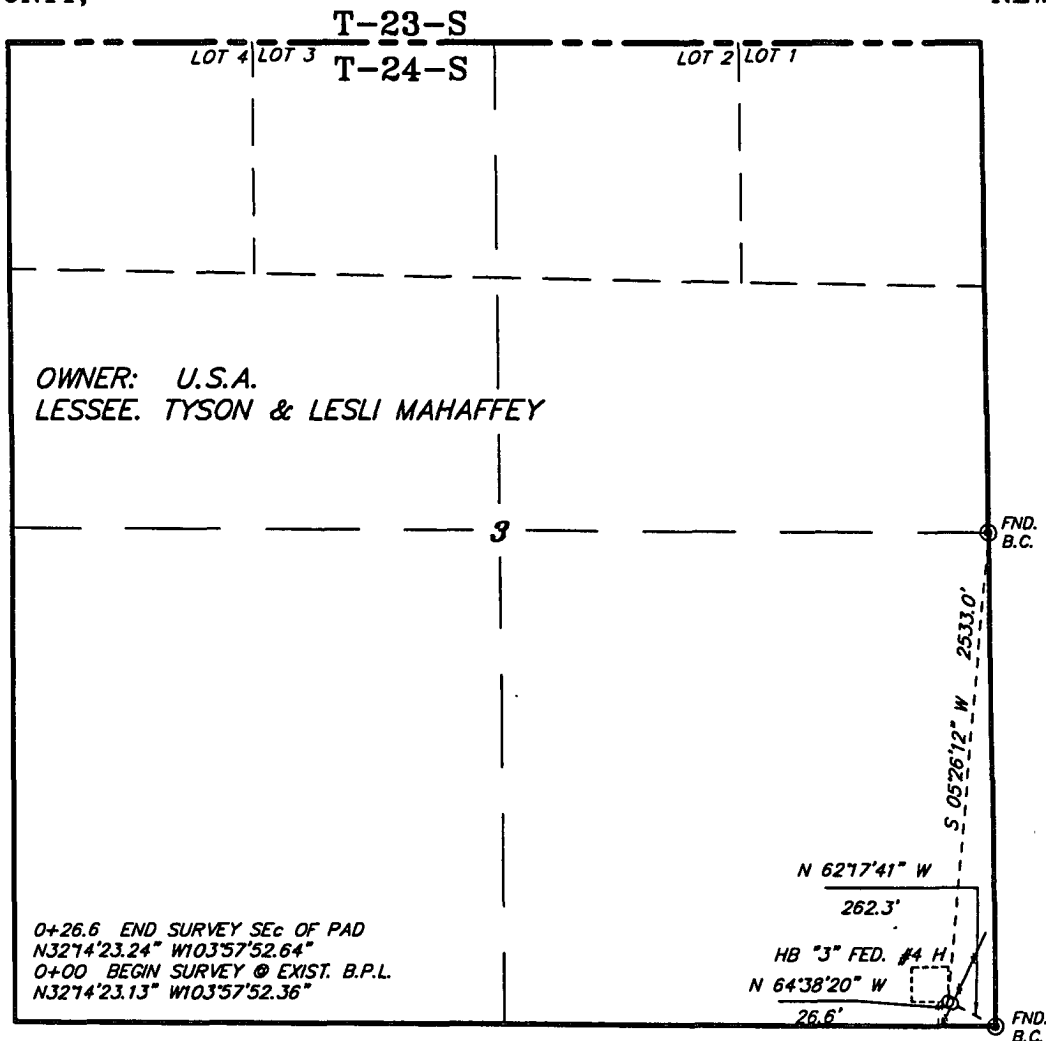 T-23-S
LOT 4 LOT 3
T-24-S
LOT 2 LOT 1
OWNER: U.S.A.
LESSEE. TYSON & LESLI MAHAFFEY
3
FND.
B.C.
S 05°26'12" W 2533.0'
N 62°17'41" W
262.3'
HB "3" FED. #4 H
N 64°38'20" W
26.6'
0+26.6 END SURVEY SEc OF PAD
N32°14'23.24" W103°57'52.64"
0+00 BEGIN SURVEY @ EXIST. B.P.L.
N32°14'23.13" W103°57'52.36"
FND.
B.C.